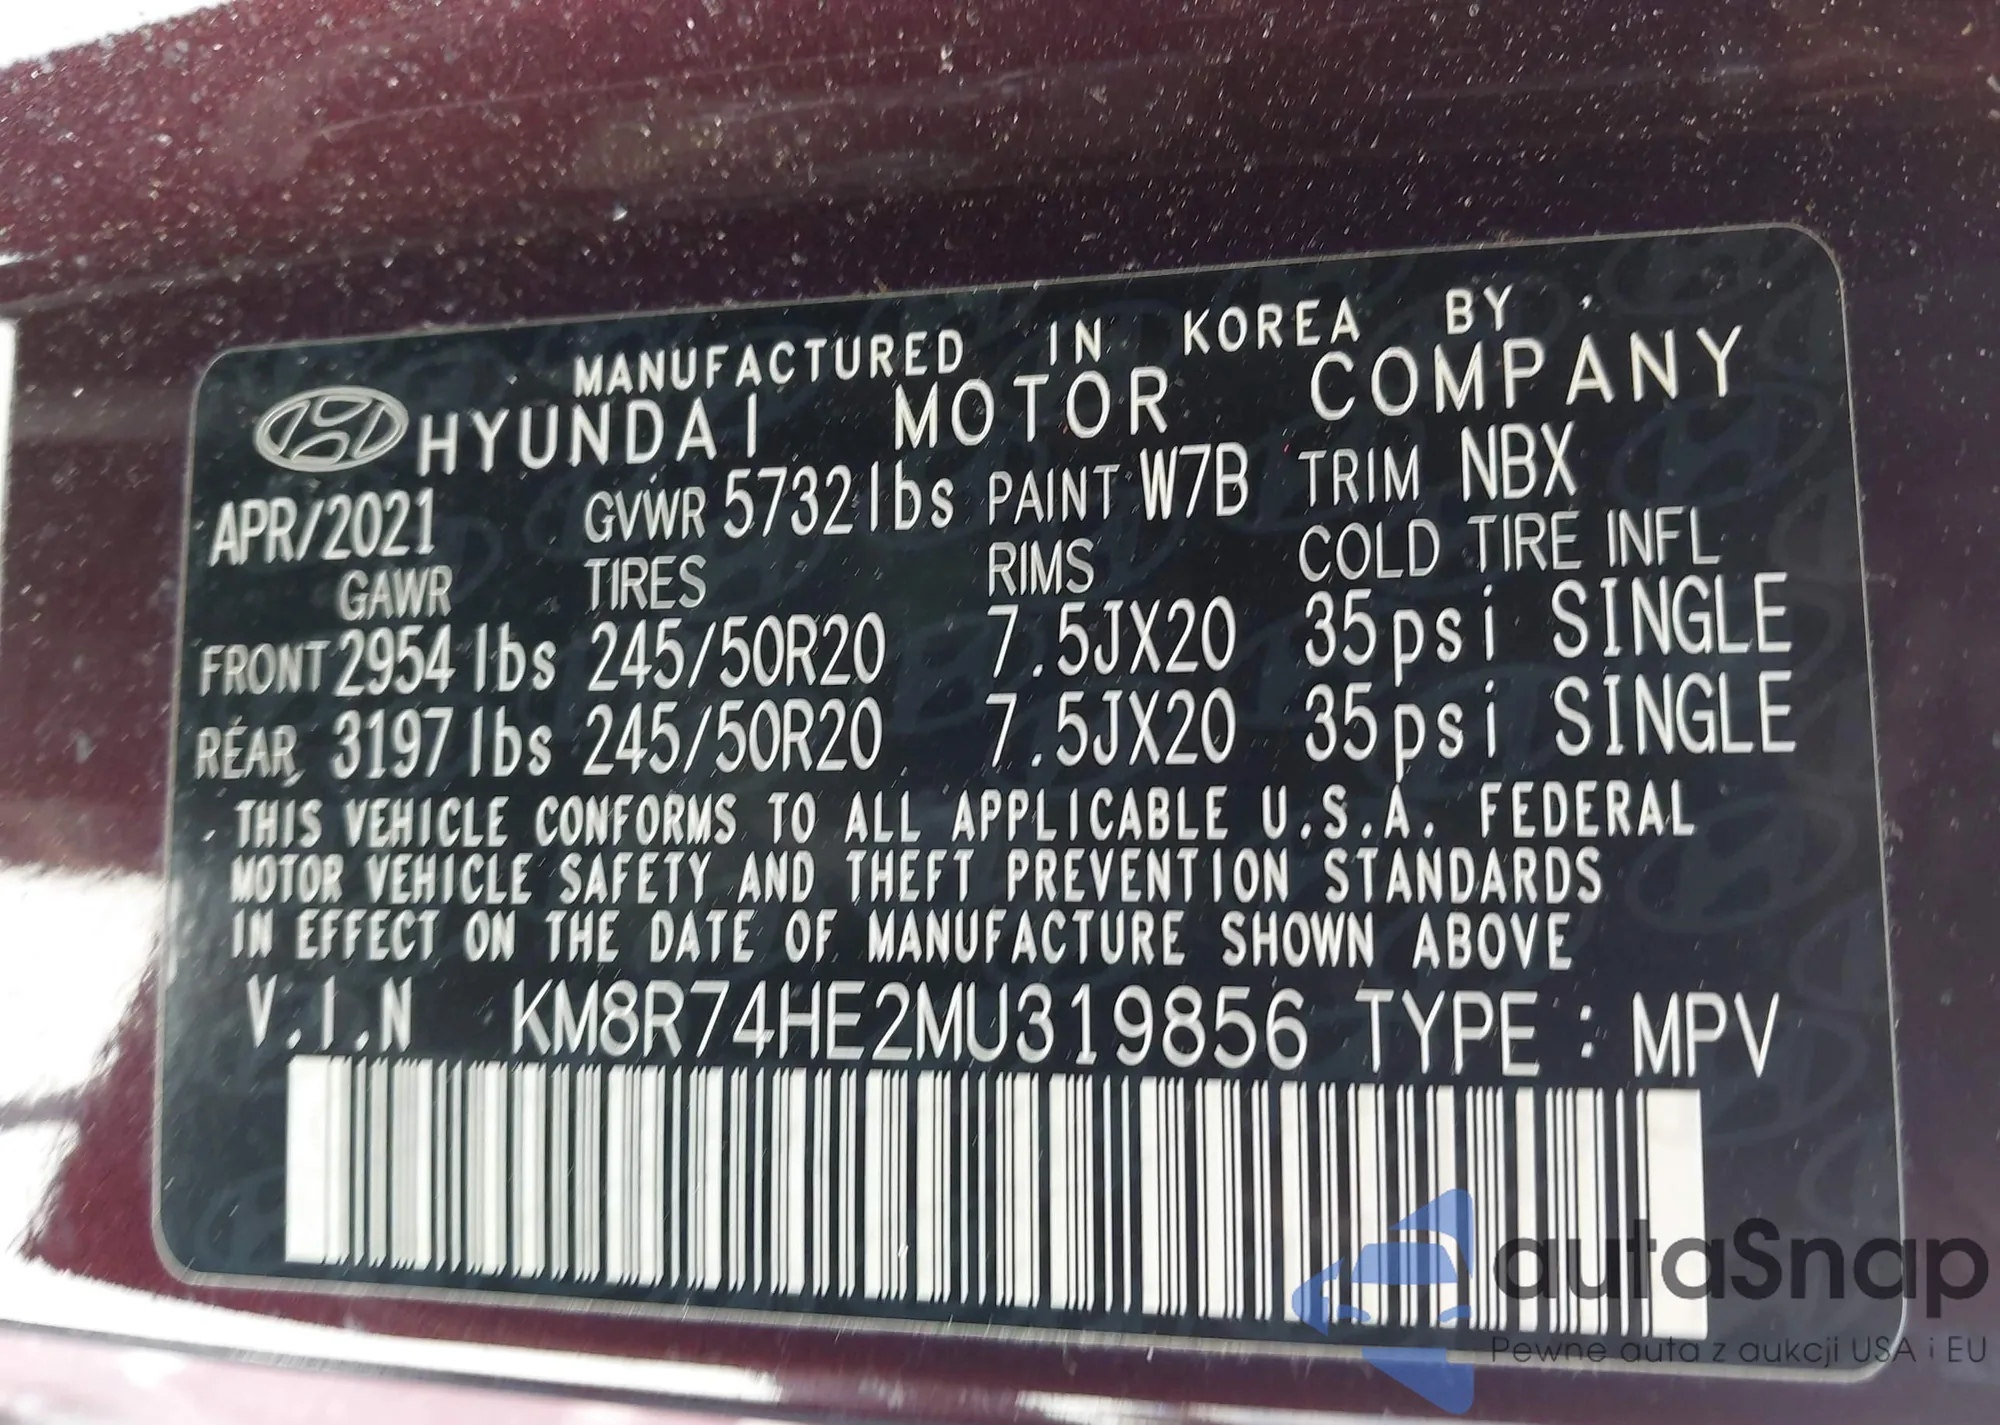 MANUFACTURED IN KOREA BY
HYUNDAI MOTOR COMPANY
APR/2021 GVWR 5732lbs PAINT W7B TRIM NBX
GAWR TIRES RIMS COLD TIRE INFL
FRONT 2954lbs 245/50R20 7.5JX20 35psi SINGLE
REAR 3197lbs 245/50R20 7.5JX20 35psi SINGLE
THIS VEHICLE CONFORMS TO ALL APPLICABLE U.S.A. FEDERAL
MOTOR VEHICLE SAFETY AND THEFT PREVENTION STANDARDS
IN EFFECT ON THE DATE OF MANUFACTURE SHOWN ABOVE
V.I.N KM8R74HE2MU319856 TYPE : MPV
autaSnap
Pewne auta z aukcji USA i EU